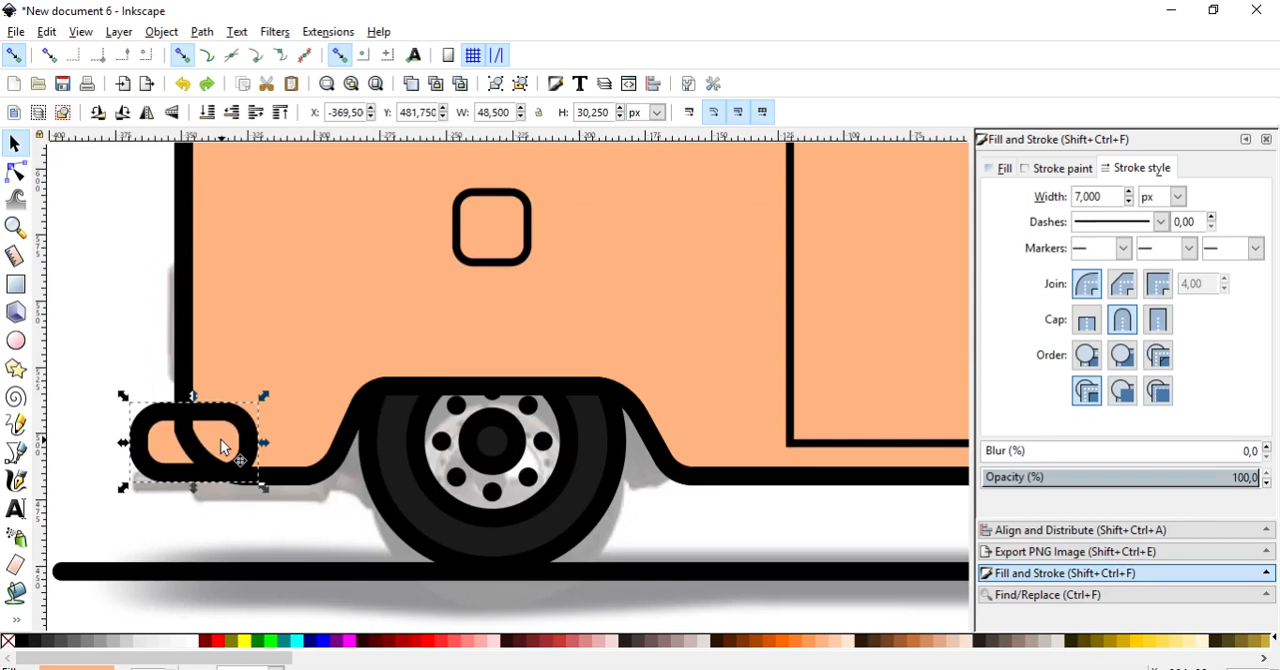 *New document 6 - Inkscape
File Edit View Layer Object Path Text Filters Extensions Help
X: -369,50 Y: 481,750 W: 48,500 H: 30,250 px
Fill and Stroke (Shift+Ctrl+F)
Fill Stroke paint Stroke style
Width: 7,000 px
Dashes: 0,00
Markers:
Join: 4,00
Cap:
Order:
Blur (%) 0,0
Opacity (%) 100,0
Align and Distribute (Shift+Ctrl+A)
Export PNG Image (Shift+Ctrl+E)
Fill and Stroke (Shift+Ctrl+F)
Find/Replace (Ctrl+F)